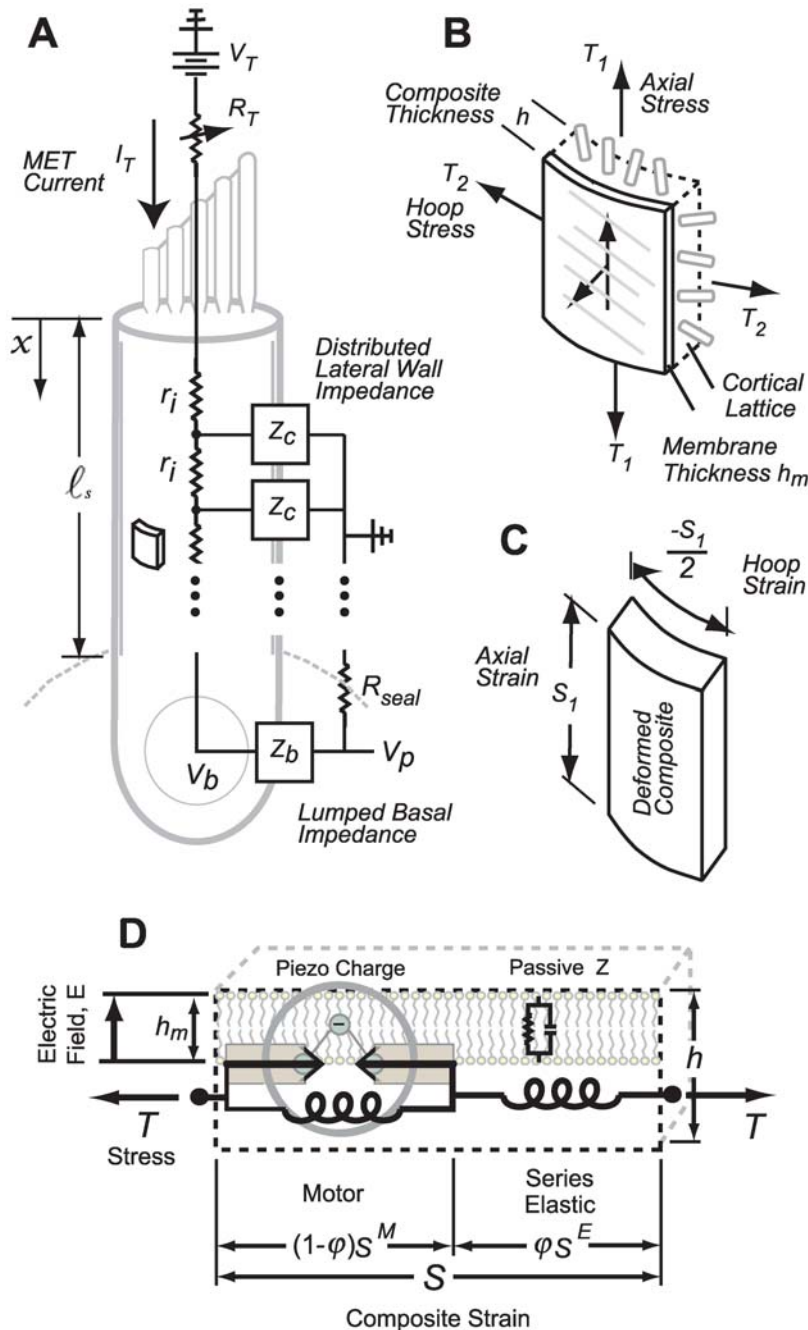 A
V_T
R_T
I_T
MET
Current
x
ℓ_s
r_i
r_i
Distributed
Lateral Wall
Impedance
Z_c
Z_c
R_seal
Z_b
V_b
V_p
Lumped Basal
Impedance
B
T_1
Axial
Stress
Composite
Thickness
h
T_2
Hoop
Stress
T_2
T_1
Cortical
Lattice
Membrane
Thickness h_m
C
-S_1
2
Hoop
Strain
Axial
Strain
S_1
Deformed
Composite
D
Piezo Charge
Passive Z
Electric
Field, E
h_m
h
−
T
Stress
T
Motor
Series
Elastic
(1-φ)S^M
φS^E
S
Composite Strain